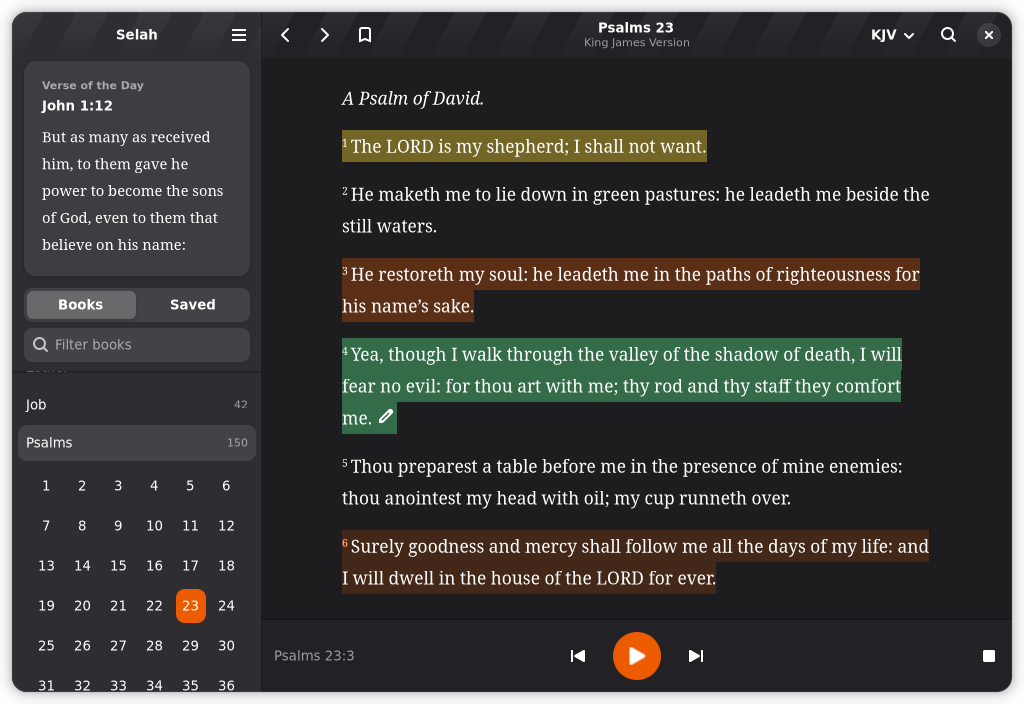 Selah
Verse of the Day
John 1:12
But as many as received
him, to them gave he
power to become the sons
of God, even to them that
believe on his name:
Books
Saved
Filter books
Job 42
Psalms 150
1 2 3 4 5 6
7 8 9 10 11 12
13 14 15 16 17 18
19 20 21 22 23 24
25 26 27 28 29 30
31 32 33 34 35 36
Psalms 23
King James Version
KJV
A Psalm of David.
1 The LORD is my shepherd; I shall not want.
2 He maketh me to lie down in green pastures: he leadeth me beside the
still waters.
3 He restoreth my soul: he leadeth me in the paths of righteousness for
his name’s sake.
4 Yea, though I walk through the valley of the shadow of death, I will
fear no evil: for thou art with me; thy rod and thy staff they comfort
me.
5 Thou preparest a table before me in the presence of mine enemies:
thou anointest my head with oil; my cup runneth over.
6 Surely goodness and mercy shall follow me all the days of my life: and
I will dwell in the house of the LORD for ever.
Psalms 23:3